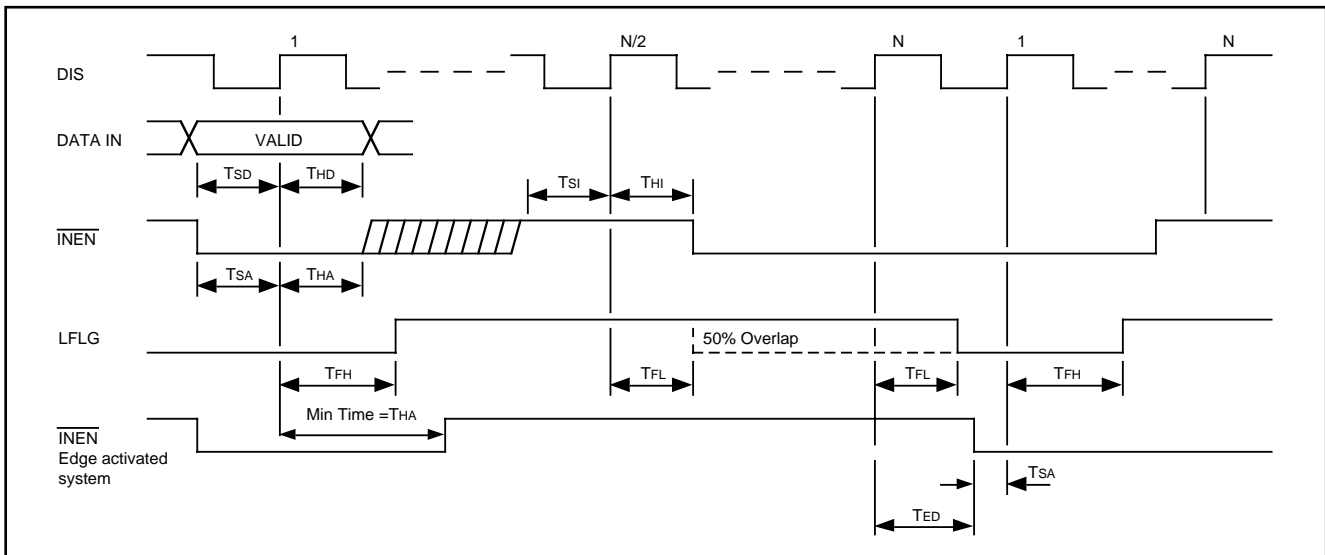 1 N/2 N 1 N
DIS
DATA IN VALID
TSD THD TSI THI
INEN
TSA THA
LFLG 50% Overlap
TFH TFL TFL TFH
Min Time =THA
INEN
Edge activated
system
TSA
TED